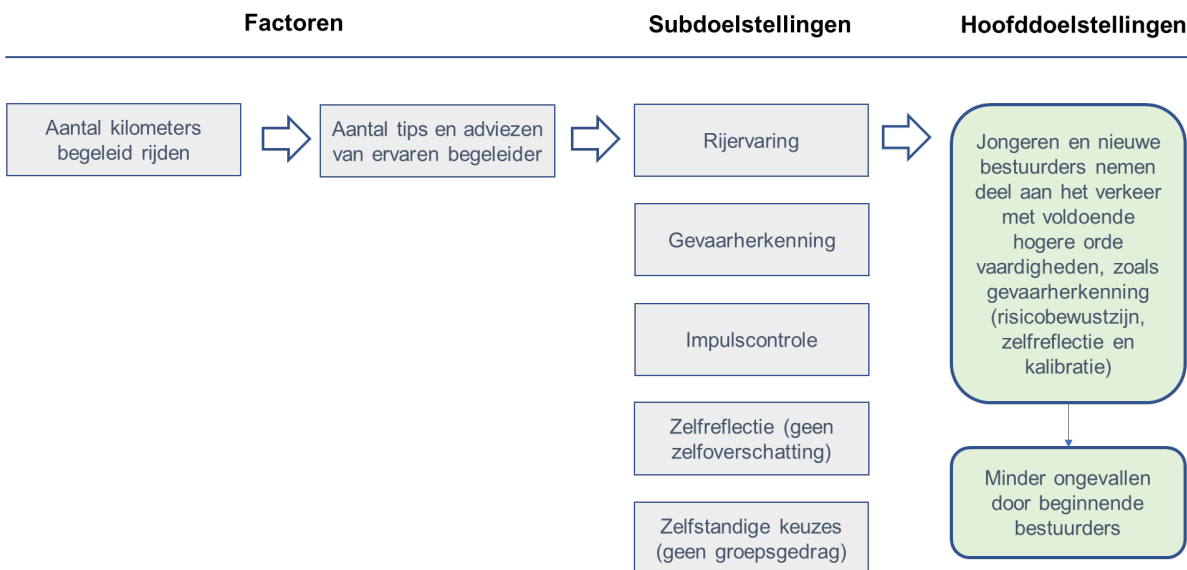 Factoren
Subdoelstellingen
Hoofddoelstellingen
Aantal kilometers
begeleid rijden
Aantal tips en adviezen
van ervaren begeleider
Rijervaring
Gevaarherkenning
Impulscontrole
Zelfreflectie (geen
zelfoverschatting)
Zelfstandige keuzes
(geen groepsgedrag)
Jongeren en nieuwe
bestuurders nemen
deel aan het verkeer
met voldoende
hogere orde
vaardigheden, zoals
gevaarherkenning
(risicobewustzijn,
zelfreflectie en
kalibratie)
Minder ongevallen
door beginnende
bestuurders